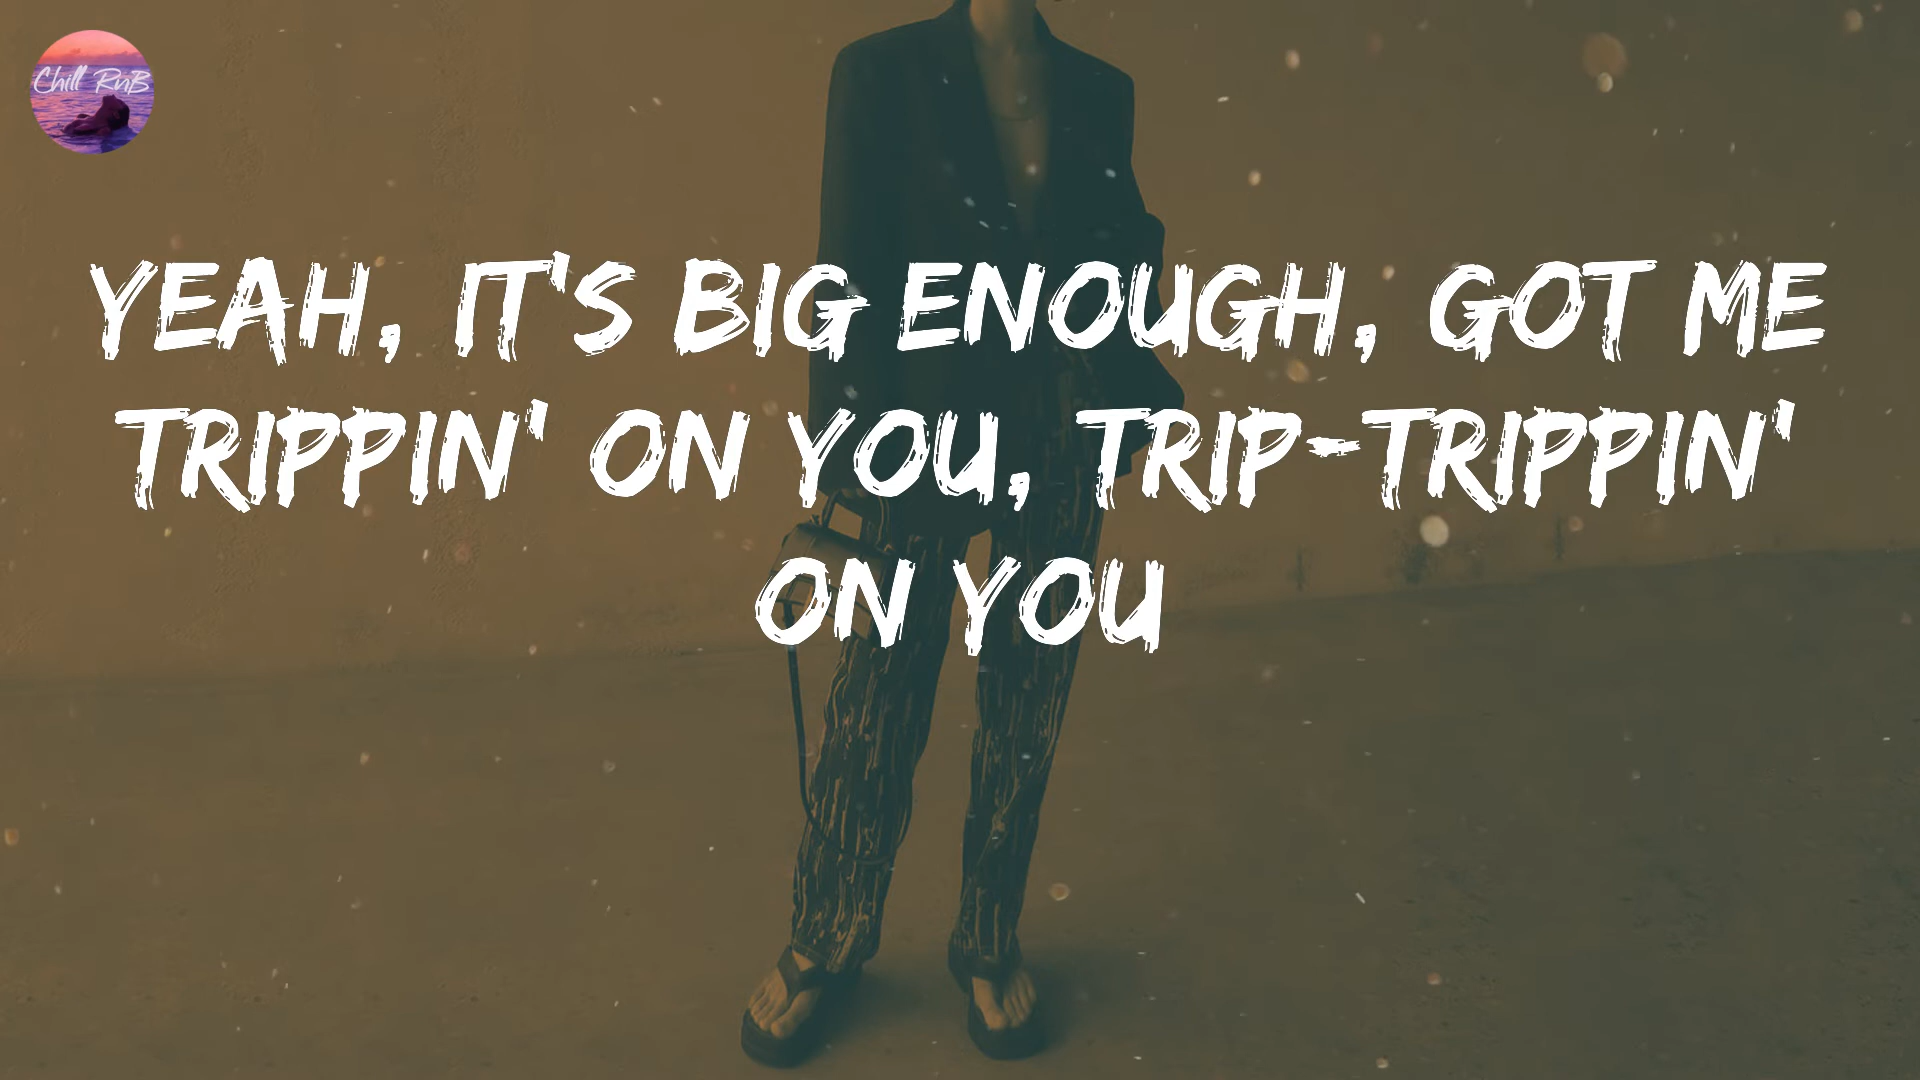 Chill RnB
YEAH, IT'S BIG ENOUGH, GOT ME
TRIPPIN' ON YOU, TRIP-TRIPPIN'
ON YOU